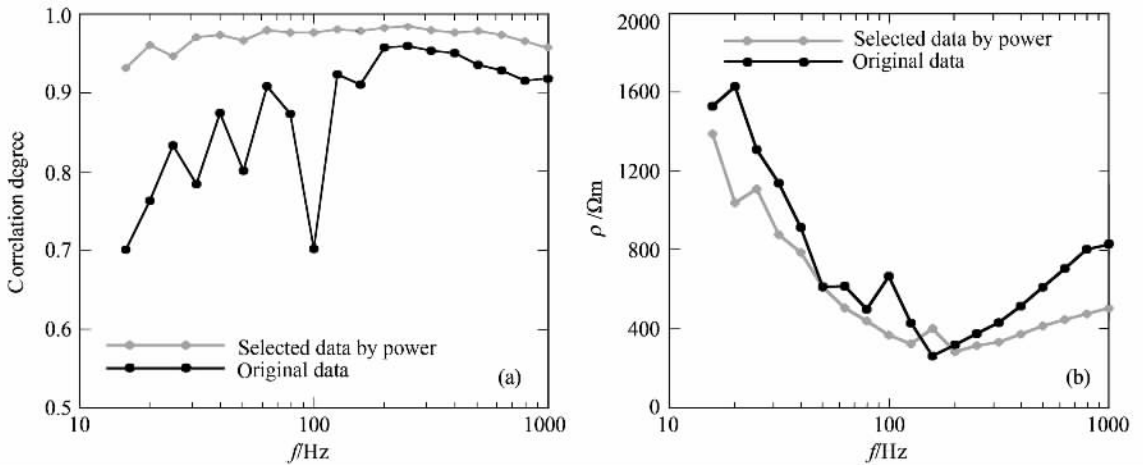 1.0
0.9
0.8
0.7
0.6
0.5
Correlation degree
Selected data by power
Original data
(a)
10
100
1000
f/Hz
2000
1600
1200
800
400
0
ρ /Ωm
Selected data by power
Original data
(b)
10
100
1000
f/Hz